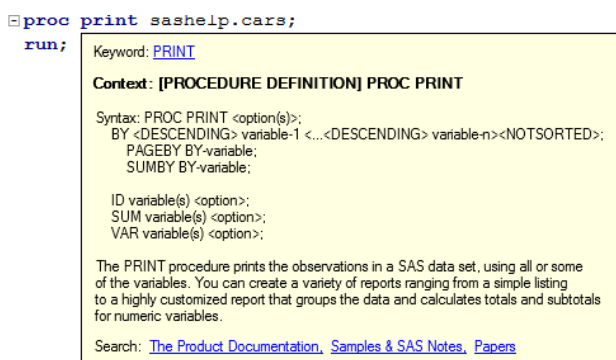 proc print sashelp.cars;
run;
Keyword: PRINT
Context: [PROCEDURE DEFINITION] PROC PRINT
Syntax: PROC PRINT <option(s)>;
BY <DESCENDING> variable-1 <...<DESCENDING> variable-n><NOTSORTED>;
PAGEBY BY-variable;
SUMBY BY-variable;
ID variable(s) <option>;
SUM variable(s) <option>;
VAR variable(s) <option>;
The PRINT procedure prints the observations in a SAS data set, using all or some
of the variables. You can create a variety of reports ranging from a simple listing
to a highly customized report that groups the data and calculates totals and subtotals
for numeric variables.
Search: The Product Documentation, Samples & SAS Notes, Papers